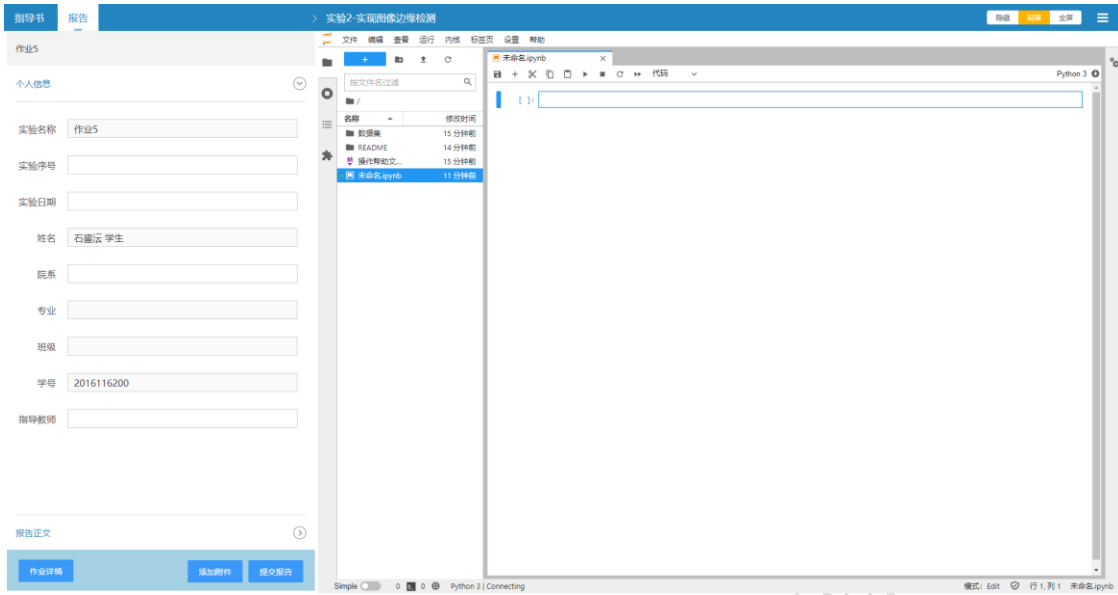 指导书 报告
实验2-实现图像边缘检测
隐藏 同屏 全屏
作业5
个人信息
实验名称 作业5
实验序号
实验日期
姓名 石鑑沄 学生
院系
专业
班级
学号 2016116200
指导教师
报告正文
作业详情 添加附件 提交报告
文件 编辑 查看 运行 内核 标签页 设置 帮助
按文件名过滤
/
名称 修改时间
数据集 15 分钟前
README 14 分钟前
操作帮助文... 15 分钟前
未命名.ipynb 11 分钟前
未命名.ipynb
代码 Python 3
[ ]:
Simple 0 0 Python 3 | Connecting 模式: Edit 行 1, 列 1 未命名.ipynb